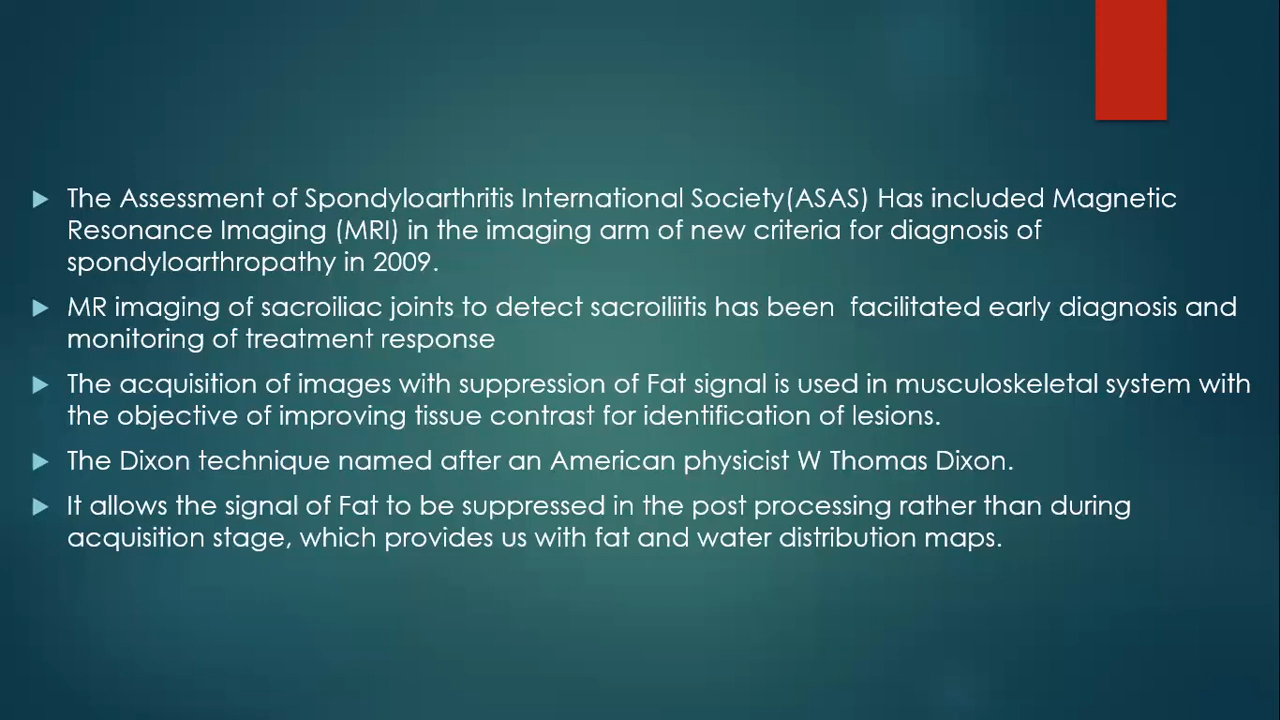 The Assessment of Spondyloarthritis International Society(ASAS) Has included Magnetic
Resonance Imaging (MRI) in the imaging arm of new criteria for diagnosis of
spondyloarthropathy in 2009.
MR imaging of sacroiliac joints to detect sacroiliitis has been  facilitated early diagnosis and
monitoring of treatment response
The acquisition of images with suppression of Fat signal is used in musculoskeletal system with
the objective of improving tissue contrast for identification of lesions.
The Dixon technique named after an American physicist W Thomas Dixon.
It allows the signal of Fat to be suppressed in the post processing rather than during
acquisition stage, which provides us with fat and water distribution maps.